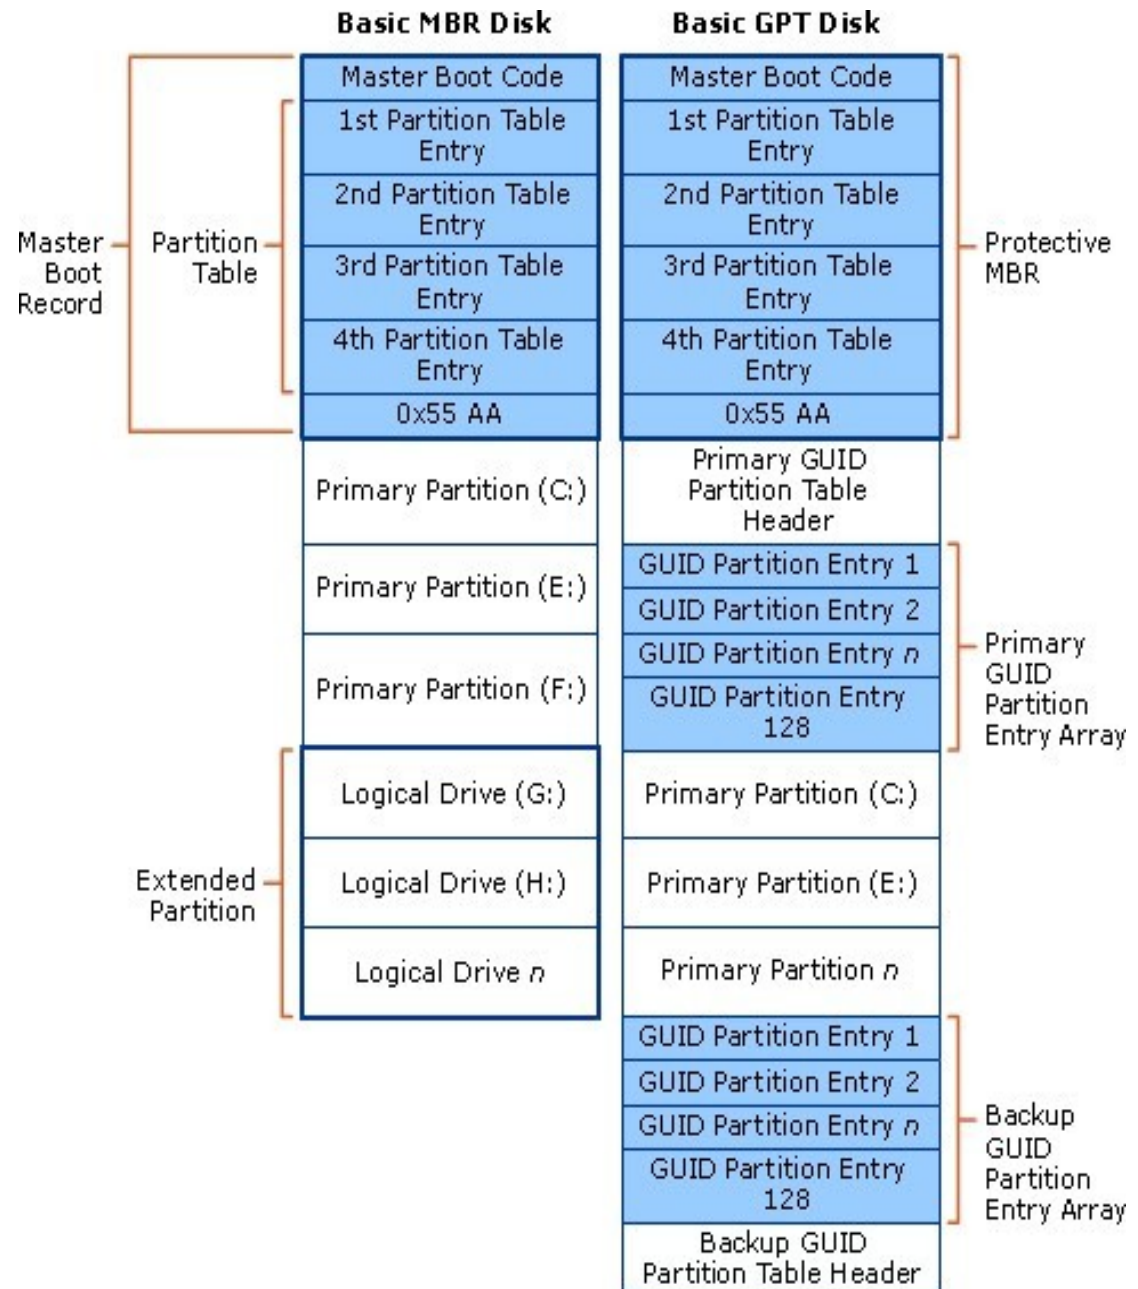 Basic MBR Disk
Basic GPT Disk
Master Boot Code
1st Partition Table
Entry
2nd Partition Table
Entry
3rd Partition Table
Entry
4th Partition Table
Entry
0x55 AA
Master
Boot
Record
Partition
Table
Primary Partition (C:)
Primary Partition (E:)
Primary Partition (F:)
Logical Drive (G:)
Logical Drive (H:)
Logical Drive n
Extended
Partition
Master Boot Code
1st Partition Table
Entry
2nd Partition Table
Entry
3rd Partition Table
Entry
4th Partition Table
Entry
0x55 AA
Protective
MBR
Primary GUID
Partition Table
Header
GUID Partition Entry 1
GUID Partition Entry 2
GUID Partition Entry n
GUID Partition Entry
128
Primary
GUID
Partition
Entry Array
Primary Partition (C:)
Primary Partition (E:)
Primary Partition n
GUID Partition Entry 1
GUID Partition Entry 2
GUID Partition Entry n
GUID Partition Entry
128
Backup
GUID
Partition
Entry Array
Backup GUID
Partition Table Header